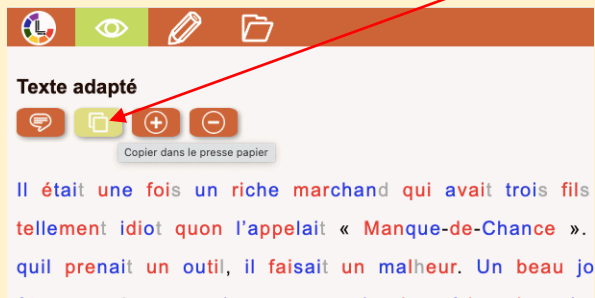 Texte adapté
Copier dans le presse papier
Il était une fois un riche marchand qui avait trois fils
tellement idiot quon l'appelait « Manque-de-Chance ».
quil prenait un outil, il faisait un malheur. Un beau jo